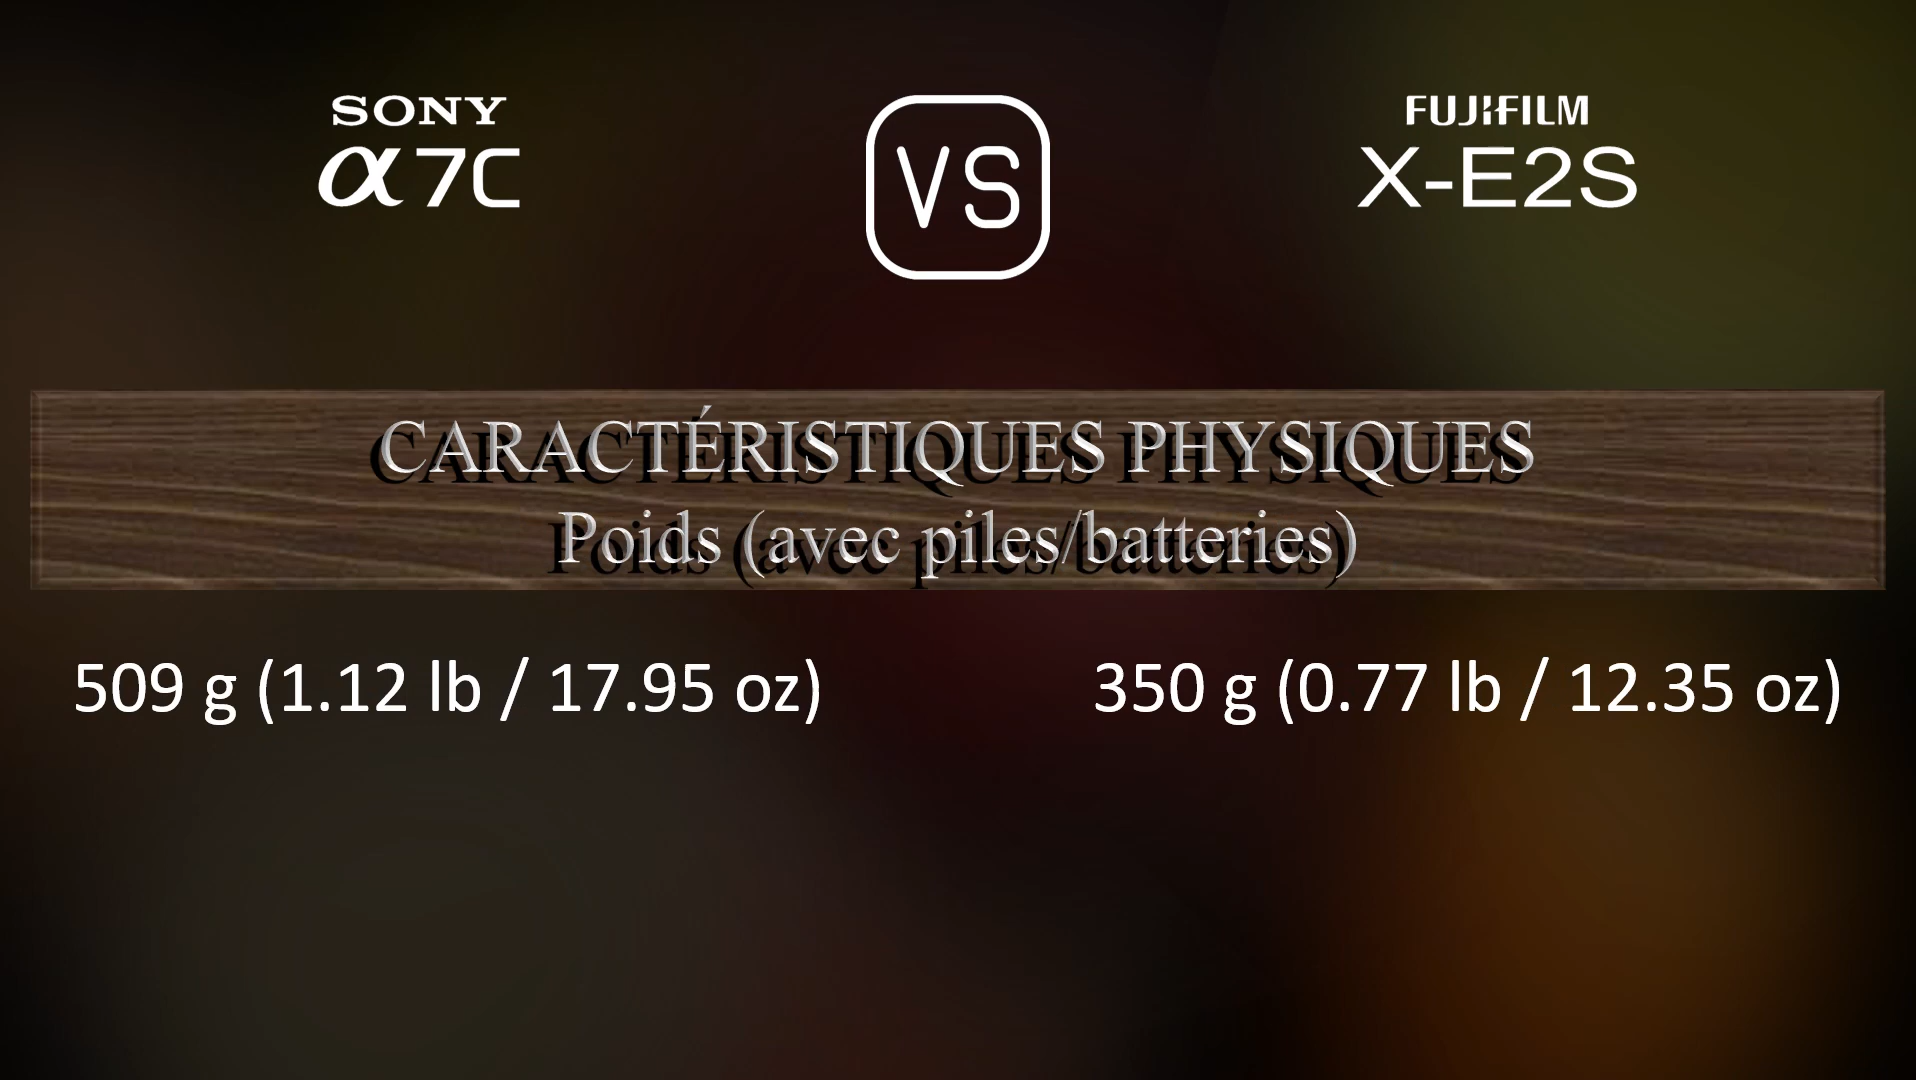 SONY
α7C
VS
FUJIFILM
X-E2S
CARACTÉRISTIQUES PHYSIQUES
Poids (avec piles/batteries)
509 g (1.12 lb / 17.95 oz)
350 g (0.77 lb / 12.35 oz)